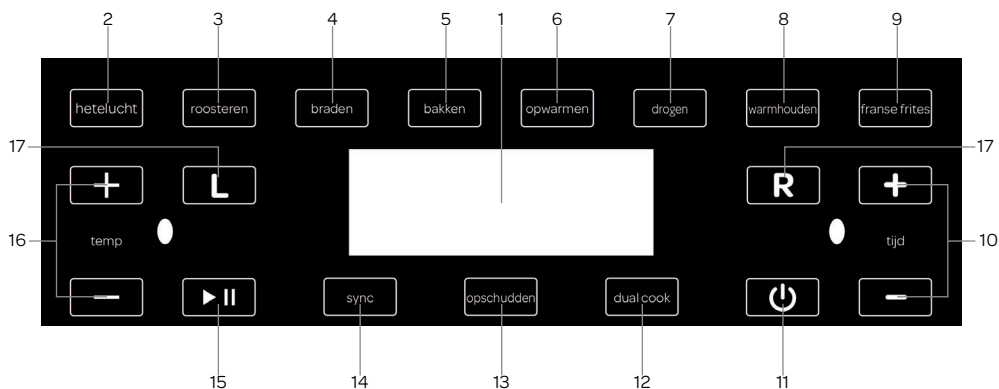 2 3 4 5 1 6 7 8 9
hetelucht roosteren braden bakken opwarmen drogen warmhouden franse frites
17 17
L R
16 temp tijd 10
sync opschudden dual cook
15 14 13 12 11